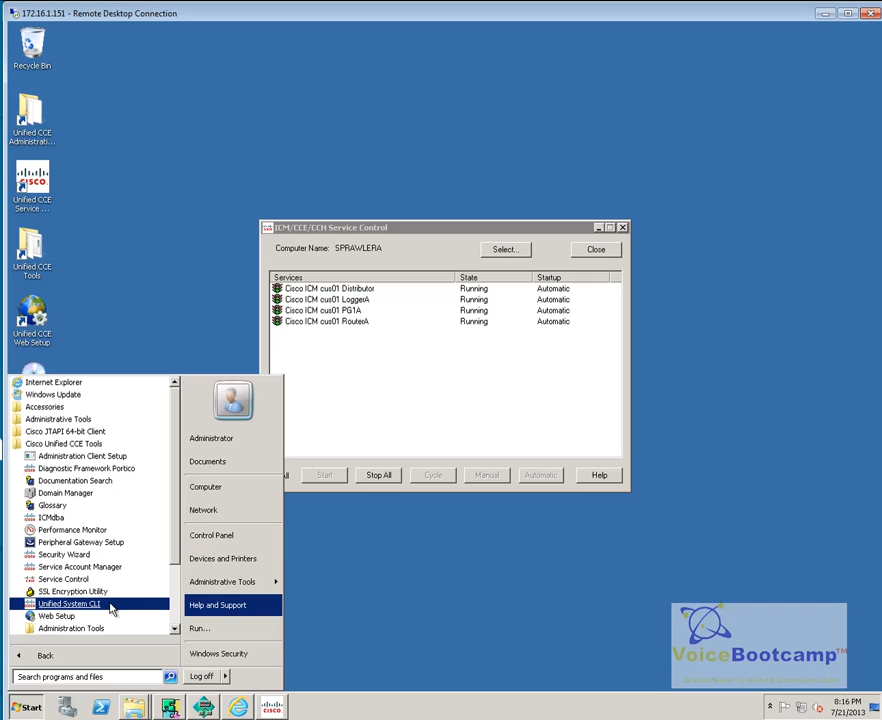 172.16.1.151 - Remote Desktop Connection
Recycle Bin
Unified CCE
Administrati...
CISCO.
Unified CCE
Service ...
Unified CCE
Tools
Unified CCE
Web Setup
ICM/CCE/CCH Service Control
Computer Name: SPRAWLERA
Select...
Close
Services State Startup
Cisco ICM cus01 Distributor Running Automatic
Cisco ICM cus01 LoggerA Running Automatic
Cisco ICM cus01 PG1A Running Automatic
Cisco ICM cus01 RouterA Running Automatic
All Start Stop All Cycle Manual Automatic Help
Internet Explorer
Windows Update
Accessories
Administrative Tools
Cisco JTAPI 64-bit Client
Cisco Unified CCE Tools
Administration Client Setup
Diagnostic Framework Portico
Documentation Search
Domain Manager
Glossary
ICMdba
Performance Monitor
Peripheral Gateway Setup
Security Wizard
Service Account Manager
Service Control
SSL Encryption Utility
Unified System CLI
Web Setup
Administration Tools
Back
Search programs and files
Administrator
Documents
Computer
Network
Control Panel
Devices and Printers
Administrative Tools
Help and Support
Run...
Windows Security
Log off
VoiceBootcamp™
Start
8:16 PM
7/21/2013